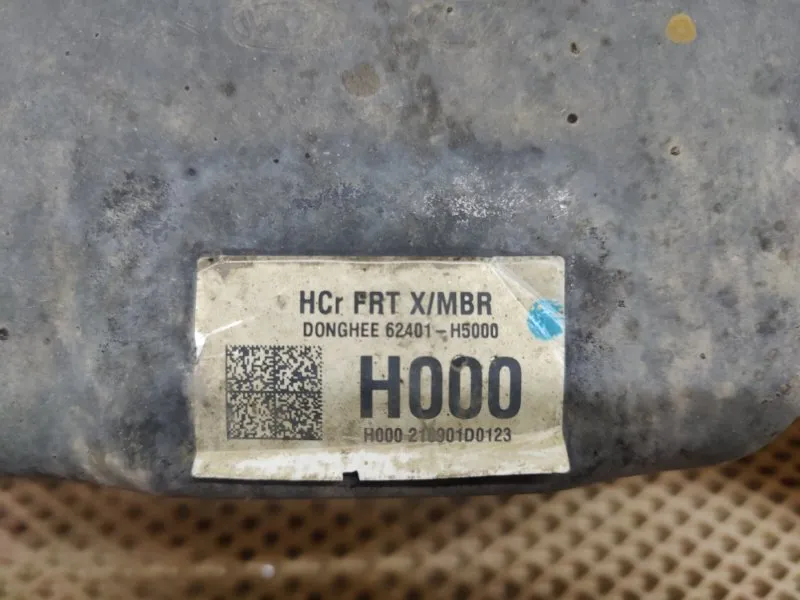 HCr FRT X/MBR
DONGHEE 62401-H5000
H000
H000 210901D0123